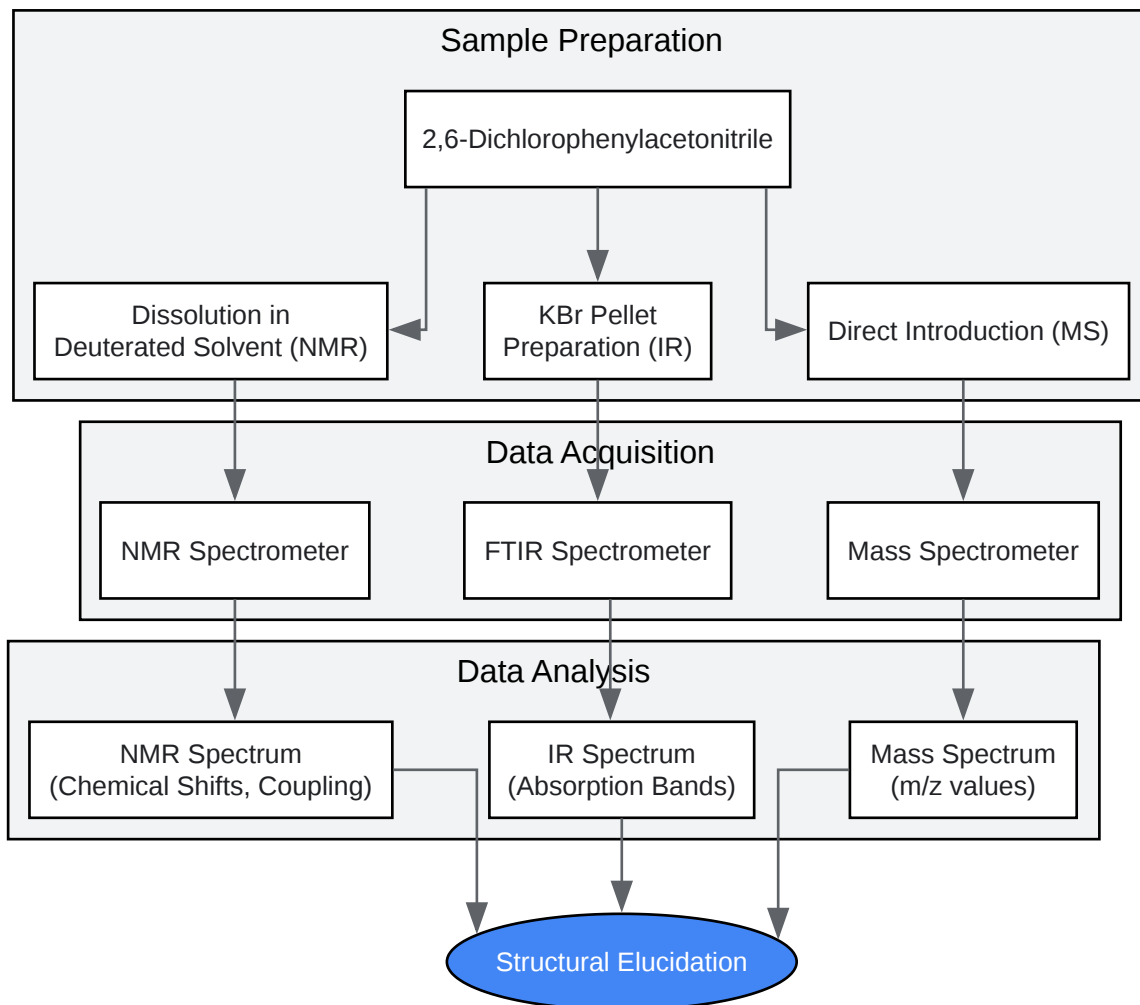 Sample Preparation
2,6-Dichlorophenylacetonitrile
Dissolution in
Deuterated Solvent (NMR)
KBr Pellet
Preparation (IR)
Direct Introduction (MS)
Data Acquisition
NMR Spectrometer
FTIR Spectrometer
Mass Spectrometer
Data Analysis
NMR Spectrum
(Chemical Shifts, Coupling)
IR Spectrum
(Absorption Bands)
Mass Spectrum
(m/z values)
Structural Elucidation